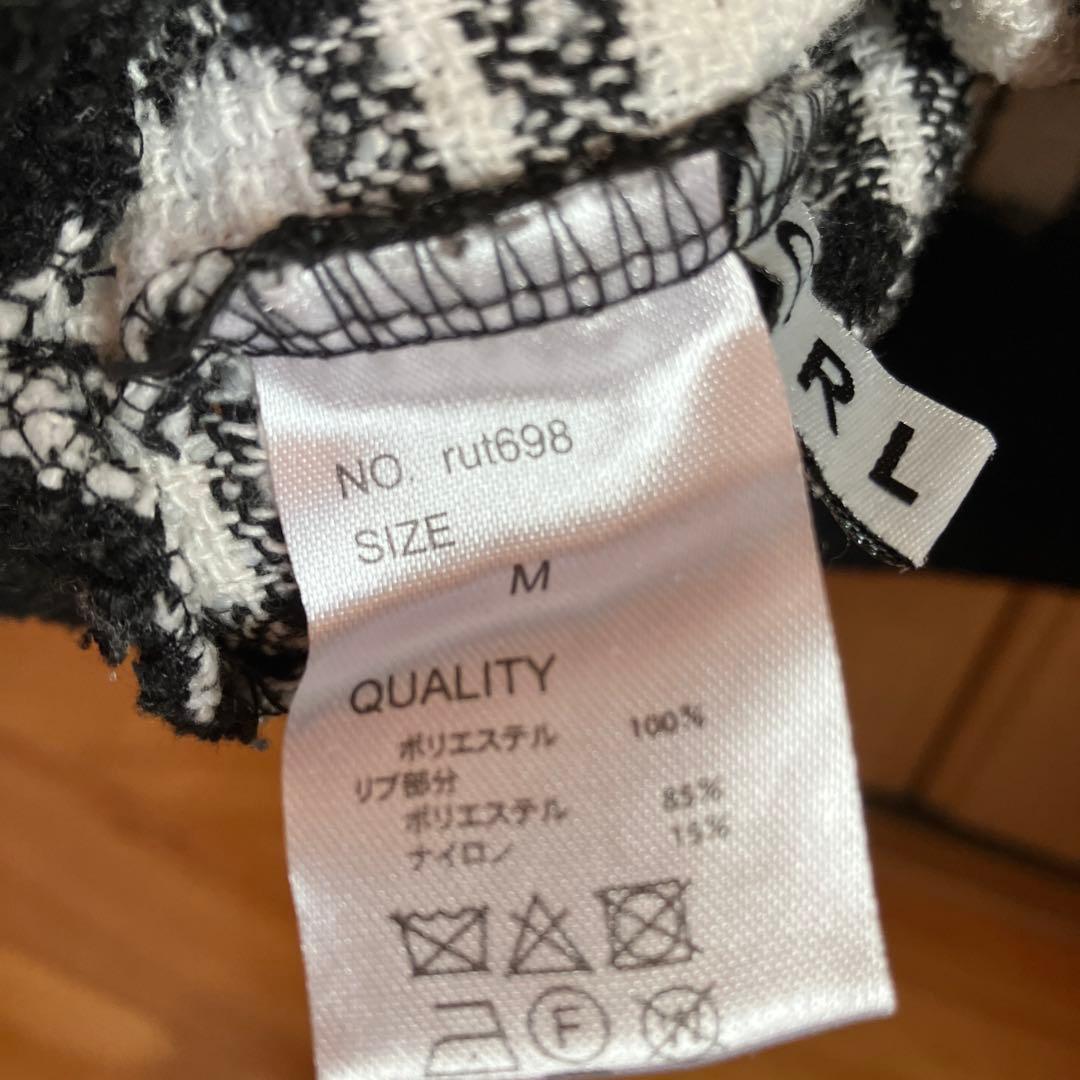 NO. rut698
SIZE
M
QUALITY
ポリエステル 100%
リブ部分
ポリエステル 85%
ナイロン 15%
F
W
RL